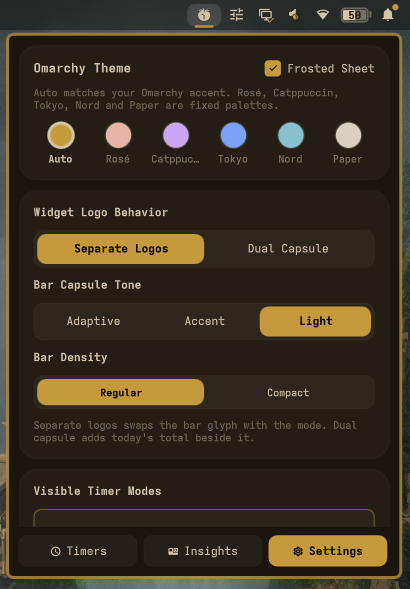 50
Omarchy Theme
Frosted Sheet
Auto matches your Omarchy accent. Rosé, Catppuccin,
Tokyo, Nord and Paper are fixed palettes.
Auto Rosé Catppuc… Tokyo Nord Paper
Widget Logo Behavior
Separate Logos Dual Capsule
Bar Capsule Tone
Adaptive Accent Light
Bar Density
Regular Compact
Separate logos swaps the bar glyph with the mode. Dual
capsule adds today's total beside it.
Visible Timer Modes
Timers Insights Settings